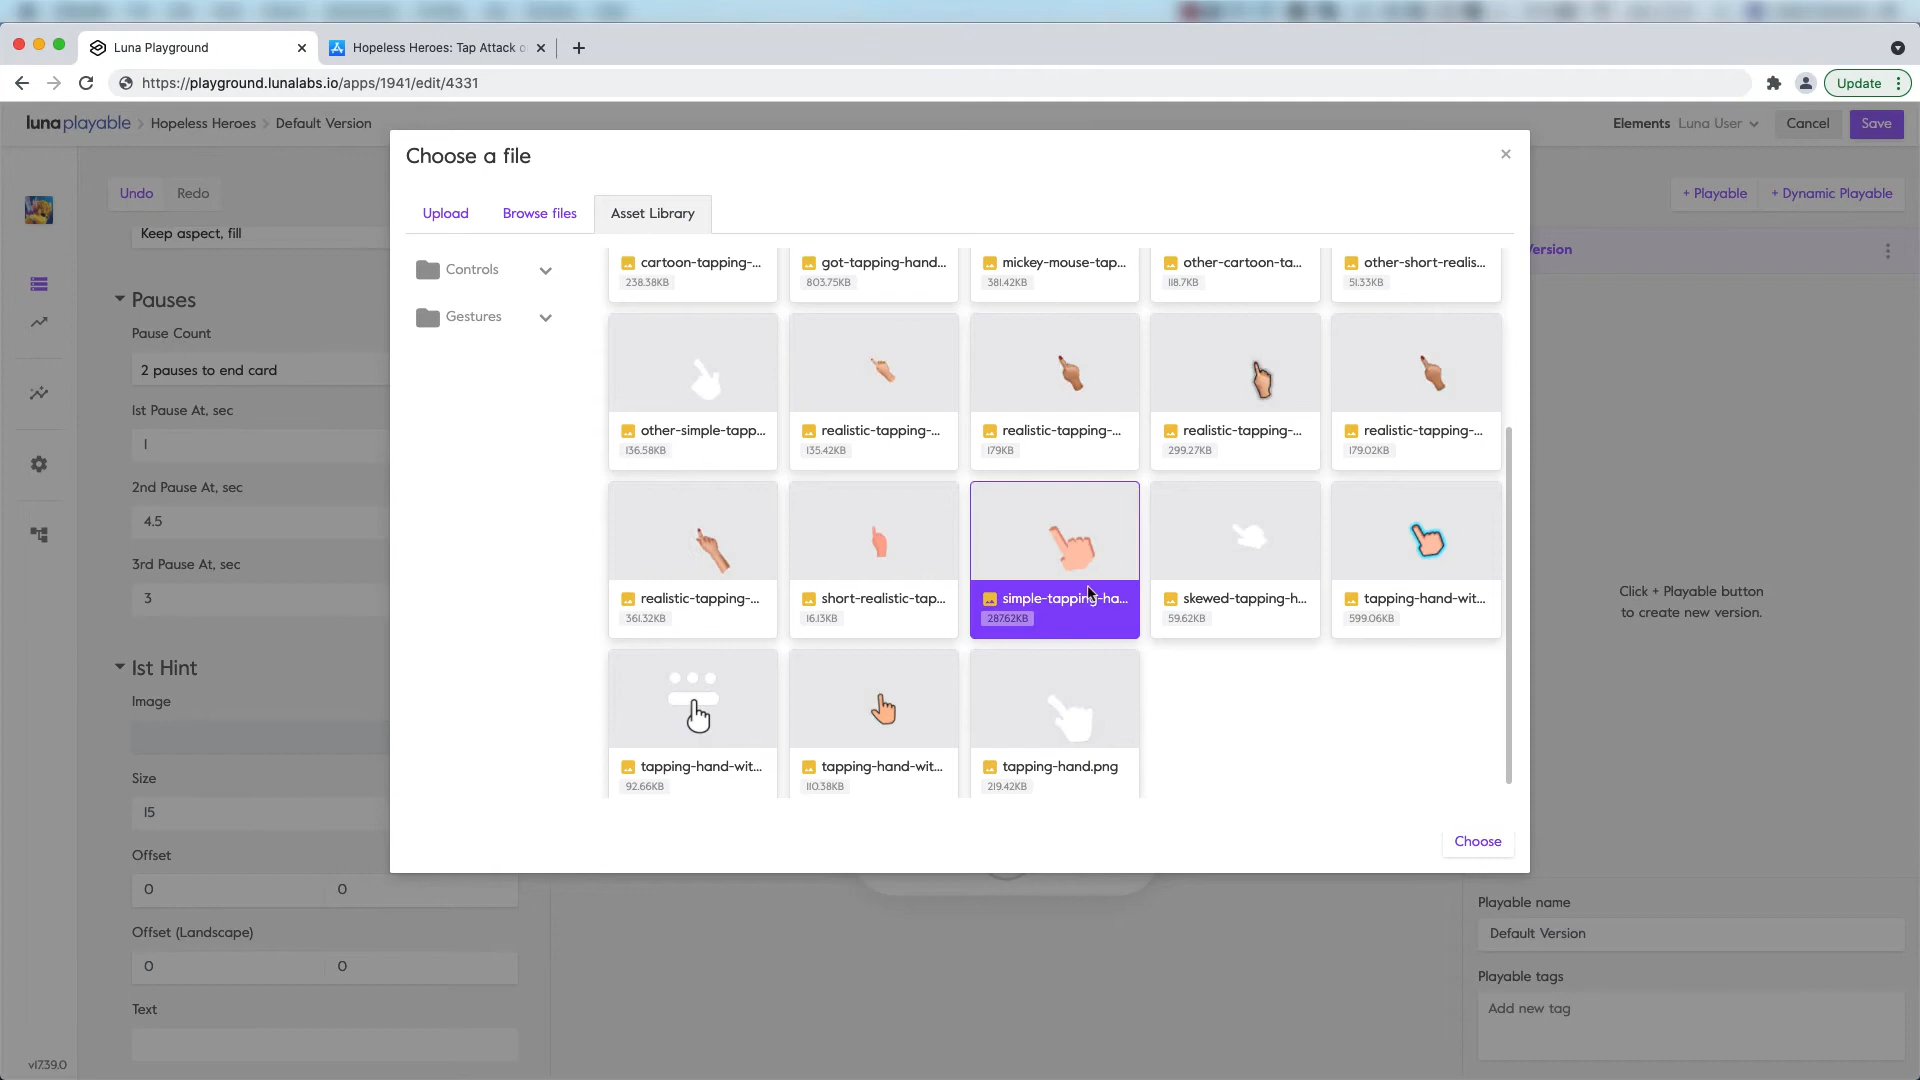 Luna Playground
Hopeless Heroes: Tap Attack o
https://playground.lunalabs.io/apps/1941/edit/4331
Update
luna playable
Hopeless Heroes
Default Version
Elements
Luna User
Cancel
Save
Undo
Redo
+ Playable
+ Dynamic Playable
Keep aspect, fill
Version
Pauses
Pause Count
2 pauses to end card
1st Pause At, sec
1
2nd Pause At, sec
4.5
3rd Pause At, sec
3
1st Hint
Image
Size
15
Offset
0 0
Offset (Landscape)
0 0
Text
v17.39.0
Choose a file
Upload
Browse files
Asset Library
Controls
Gestures
cartoon-tapping-...
238.38KB
got-tapping-hand...
803.75KB
mickey-mouse-tap...
381.42KB
other-cartoon-ta...
118.7KB
other-short-realis...
51.33KB
other-simple-tapp...
136.58KB
realistic-tapping-...
135.42KB
realistic-tapping-...
179KB
realistic-tapping-...
299.27KB
realistic-tapping-...
179.02KB
realistic-tapping-...
361.32KB
short-realistic-tap...
16.13KB
simple-tapping-ha...
287.62KB
skewed-tapping-h...
59.62KB
tapping-hand-wit...
599.06KB
tapping-hand-wit...
92.66KB
tapping-hand-wit...
110.38KB
tapping-hand.png
219.42KB
Choose
Click + Playable button
to create new version.
Playable name
Default Version
Playable tags
Add new tag